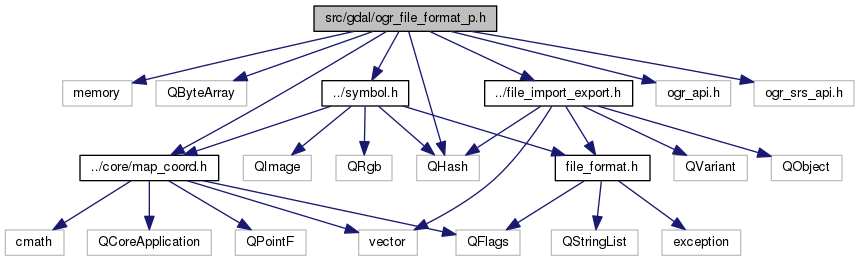 src/gdal/ogr_file_format_p.h
memory
QByteArray
../symbol.h
../file_import_export.h
ogr_api.h
ogr_srs_api.h
../core/map_coord.h
QImage
QRgb
QHash
file_format.h
QVariant
QObject
cmath
QCoreApplication
QPointF
vector
QFlags
QStringList
exception